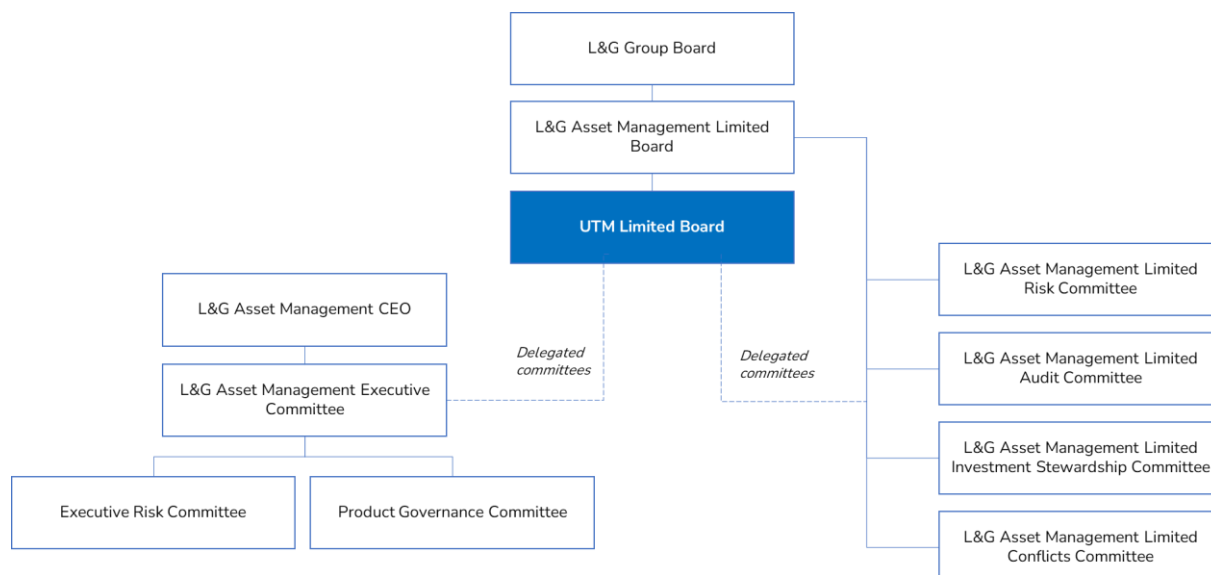 L&G Group Board
L&G Asset Management Limited
Board
UTM Limited Board
L&G Asset Management CEO
Delegated
committees
L&G Asset Management Executive
Committee
Executive Risk Committee
Product Governance Committee
Delegated
committees
L&G Asset Management Limited
Risk Committee
L&G Asset Management Limited
Audit Committee
L&G Asset Management Limited
Investment Stewardship Committee
L&G Asset Management Limited
Conflicts Committee